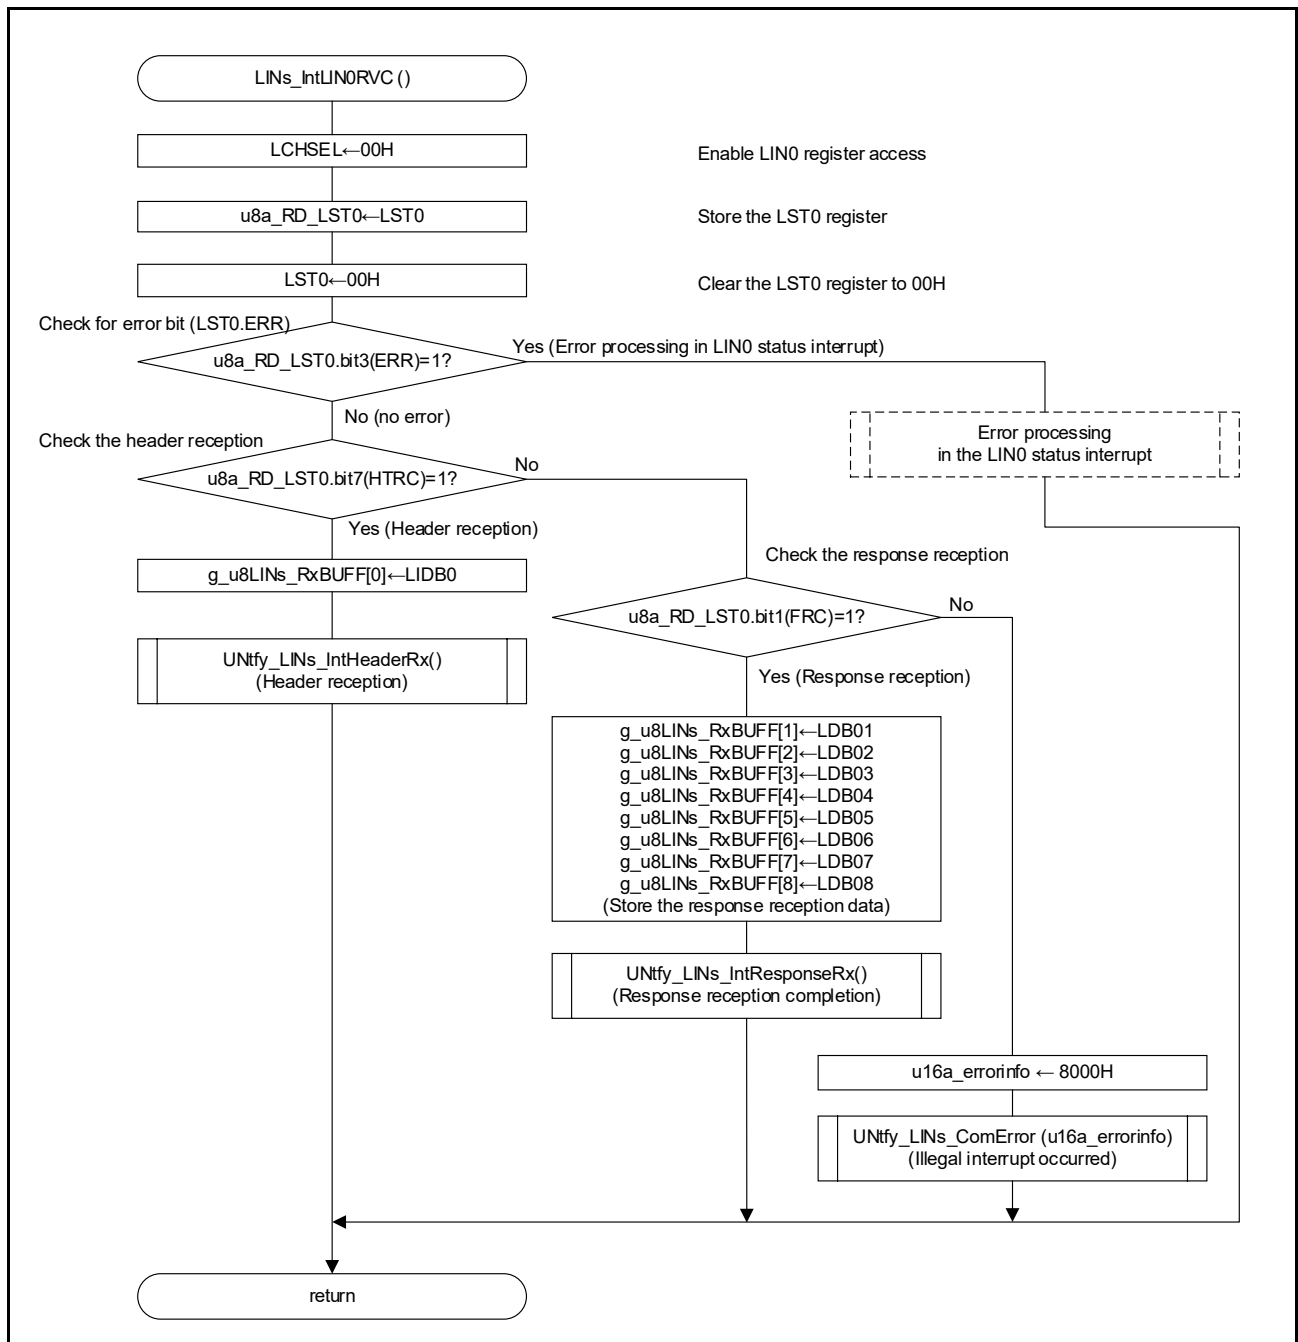 LINs_IntLIN0RVC ()
LCHSEL←00H
Enable LIN0 register access
u8a_RD_LST0←LST0
Store the LST0 register
LST0←00H
Clear the LST0 register to 00H
Check for error bit (LST0.ERR)
u8a_RD_LST0.bit3(ERR)=1?
Yes (Error processing in LIN0 status interrupt)
No (no error)
Error processing
in the LIN0 status interrupt
Check the header reception
u8a_RD_LST0.bit7(HTRC)=1?
No
Yes (Header reception)
g_u8LINs_RxBUFF[0]←LIDB0
UNtfy_LINs_IntHeaderRx()
(Header reception)
Check the response reception
u8a_RD_LST0.bit1(FRC)=1?
No
Yes (Response reception)
g_u8LINs_RxBUFF[1]←LDB01
g_u8LINs_RxBUFF[2]←LDB02
g_u8LINs_RxBUFF[3]←LDB03
g_u8LINs_RxBUFF[4]←LDB04
g_u8LINs_RxBUFF[5]←LDB05
g_u8LINs_RxBUFF[6]←LDB06
g_u8LINs_RxBUFF[7]←LDB07
g_u8LINs_RxBUFF[8]←LDB08
(Store the response reception data)
UNtfy_LINs_IntResponseRx()
(Response reception completion)
u16a_errorinfo ← 8000H
UNtfy_LINs_ComError (u16a_errorinfo)
(Illegal interrupt occurred)
return